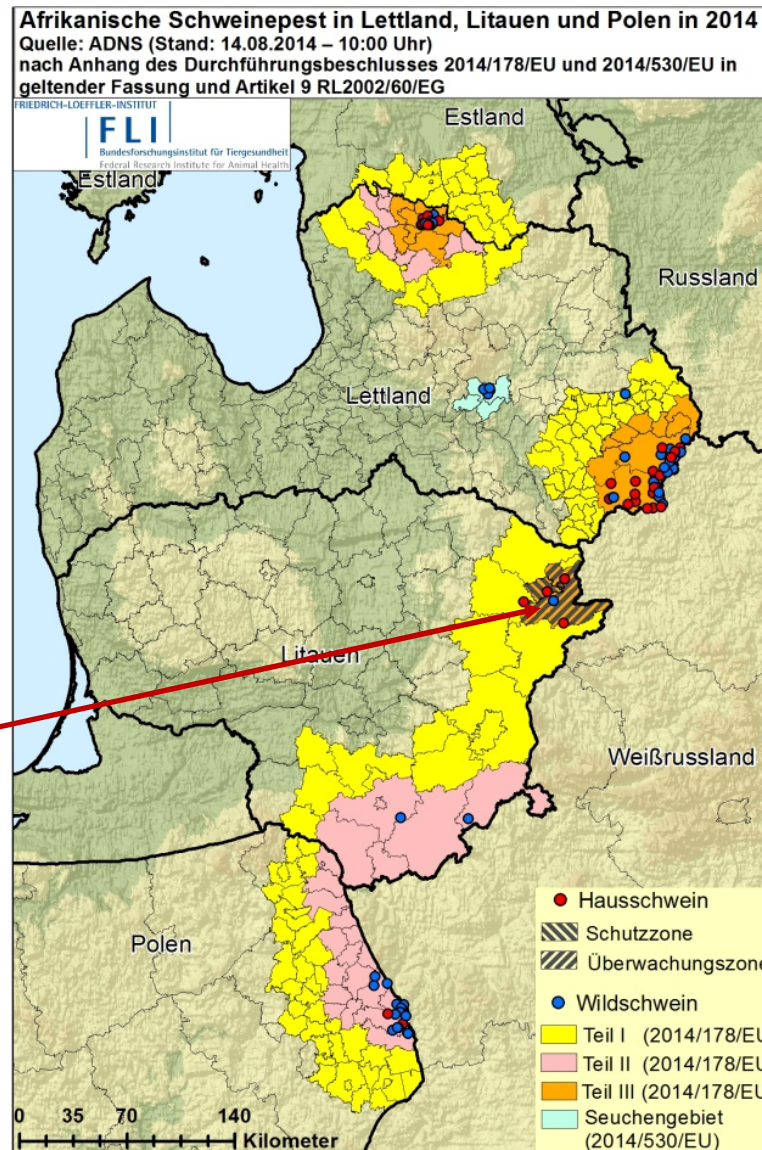 Afrikanische Schweinepest in Lettland, Litauen und Polen in 2014
Quelle: ADNS (Stand: 14.08.2014 – 10:00 Uhr)
nach Anhang des Durchführungsbeschlusses 2014/178/EU und 2014/530/EU in
geltender Fassung und Artikel 9 RL2002/60/EG
FRIEDRICH-LOEFFLER-INSTITUT
FLI
Bundesforschungsinstitut für Tiergesundheit
Federal Research Institute for Animal Health
Estland
Estland
Russland
Lettland
Litauen
Weißrussland
Polen
Hausschwein
Schutzzone
Überwachungszone
Wildschwein
Teil I (2014/178/EU
Teil II (2014/178/EU
Teil III (2014/178/EU
Seuchengebiet
(2014/530/EU)
0 35 70 140
Kilometer